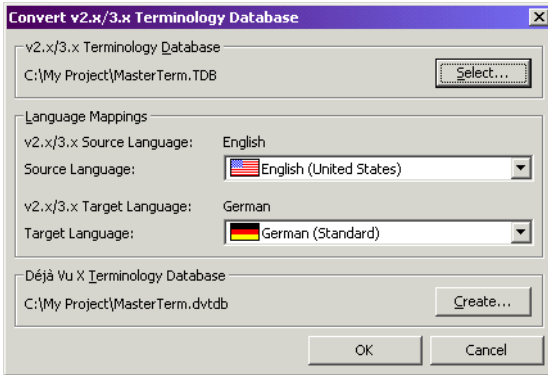 Convert v2.x/3.x Terminology Database
v2.x/3.x Terminology Database
C:\My Project\MasterTerm.TDB
Select...
Language Mappings
v2.x/3.x Source Language: English
Source Language: English (United States)
v2.x/3.x Target Language: German
Target Language: German (Standard)
Déjà Vu X Terminology Database
C:\My Project\MasterTerm.dvtdb
Create...
OK Cancel